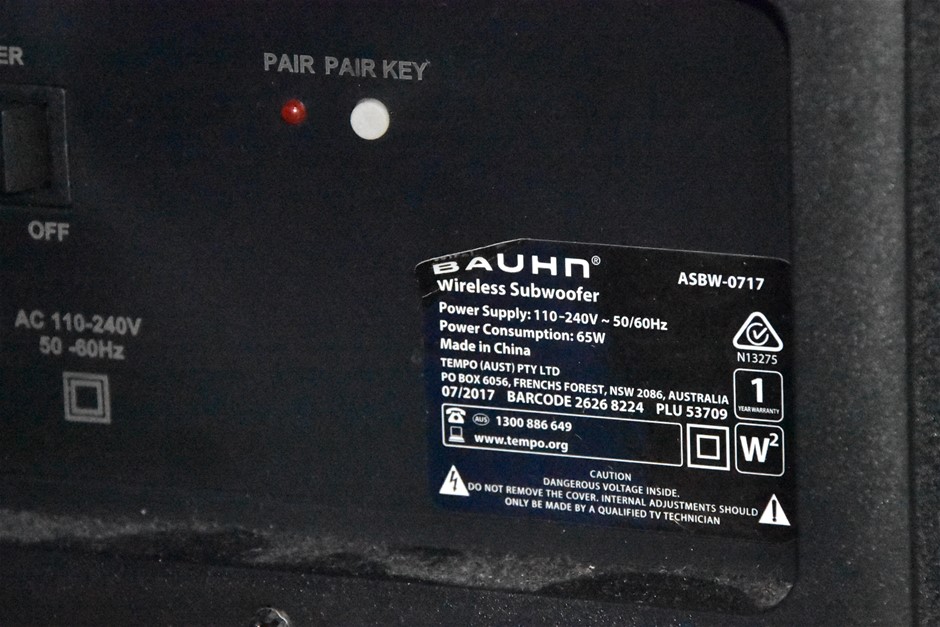 PAIR PAIR KEY
OFF
AC 110-240V
50 -60Hz
BAUHN®
ASBW-0717
Wireless Subwoofer
Power Supply: 110-240V ~ 50/60Hz
Power Consumption: 65W
Made in China
N13275
TEMPO (AUST) PTY LTD
PO BOX 6056, FRENCHS FOREST, NSW 2086, AUSTRALIA
07/2017 BARCODE 2626 8224 PLU 53709
1
YEAR WARRANTY
AUS 1300 886 649
www.tempo.org
W²
CAUTION
DANGEROUS VOLTAGE INSIDE.
DO NOT REMOVE THE COVER. INTERNAL ADJUSTMENTS SHOULD
ONLY BE MADE BY A QUALIFIED TV TECHNICIAN